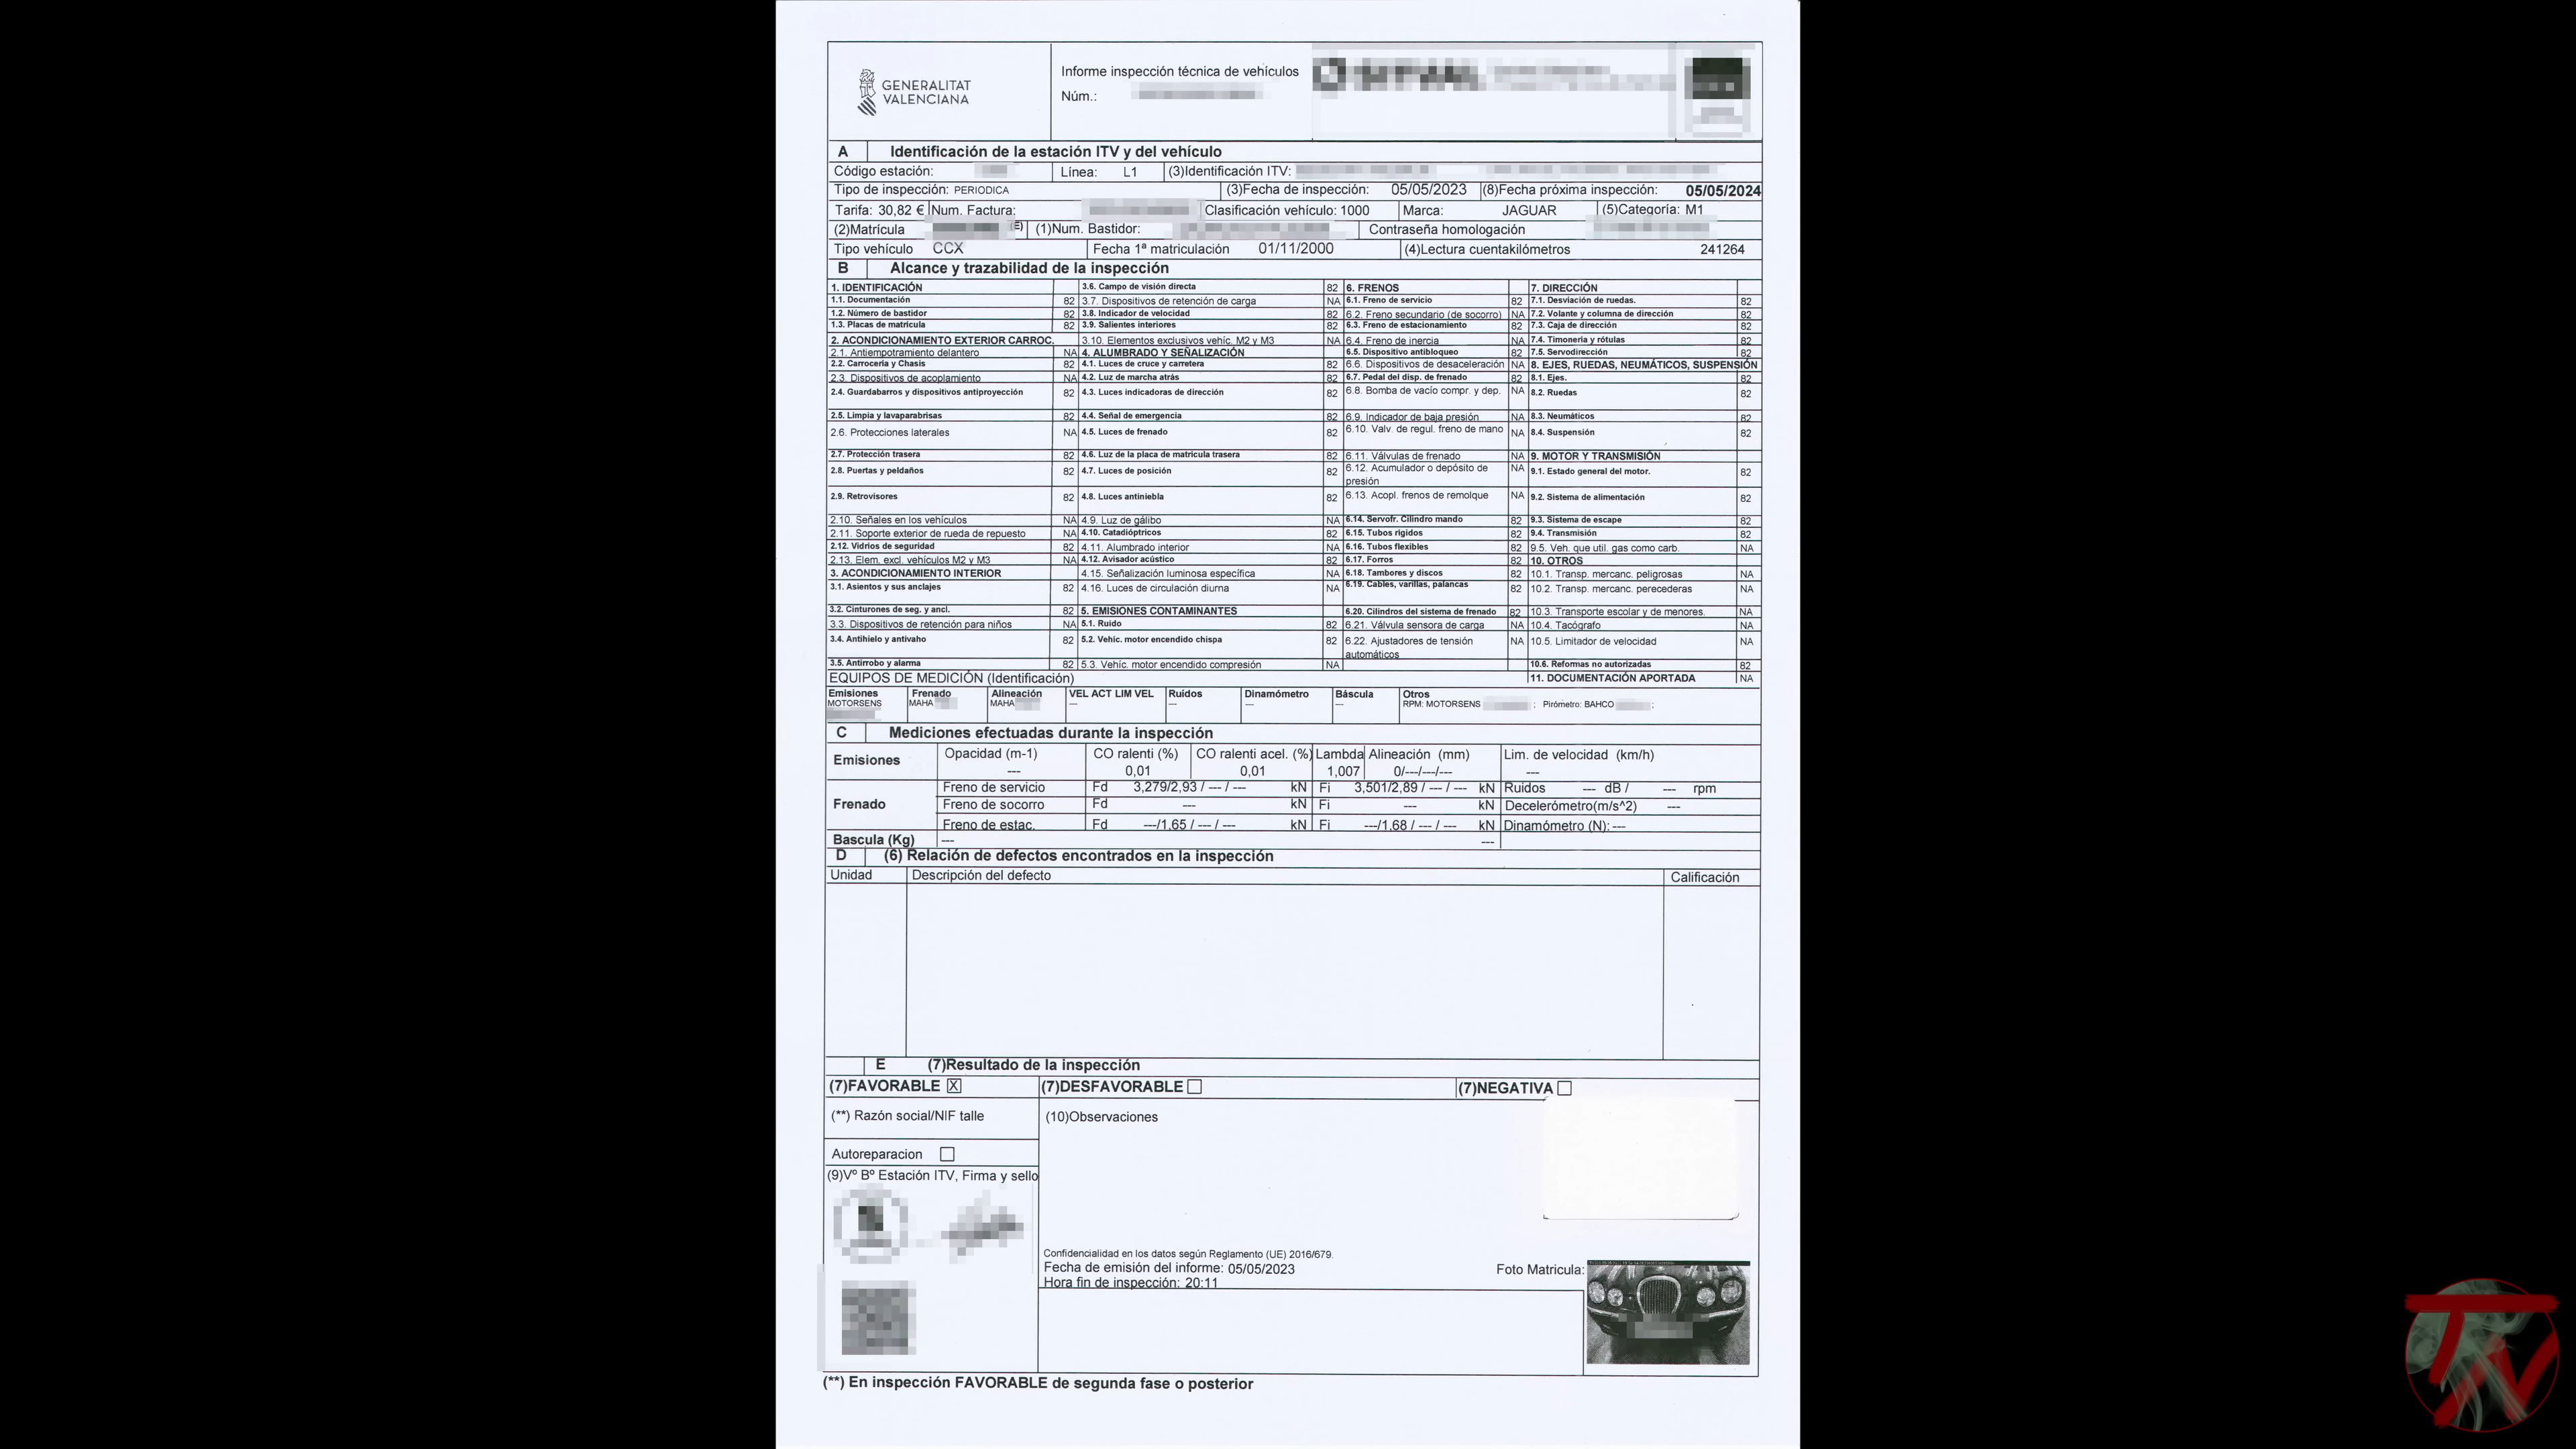 GENERALITAT
VALENCIANA
Informe inspección técnica de vehículos
Núm.:
A Identificación de la estación ITV y del vehículo
Código estación: Línea: L1 (3)Identificación ITV:
Tipo de inspección: PERIODICA (3)Fecha de inspección: 05/05/2023 (8)Fecha próxima inspección: 05/05/2024
Tarifa: 30,82 € Num. Factura: Clasificación vehículo: 1000 Marca: JAGUAR (5)Categoría: M1
(2)Matrícula (E) (1)Num. Bastidor: Contraseña homologación
Tipo vehículo CCX Fecha 1ª matriculación 01/11/2000 (4)Lectura cuentakilómetros 241264
B Alcance y trazabilidad de la inspección
1. IDENTIFICACIÓN
1.1. Documentación 82
1.2. Número de bastidor 82
1.3. Placas de matrícula 82
2. ACONDICIONAMIENTO EXTERIOR CARROC.
2.1. Antiempotramiento delantero NA
2.2. Carrocería y Chasis 82
2.3. Dispositivos de acoplamiento NA
2.4. Guardabarros y dispositivos antiproyección 82
2.5. Limpia y lavaparabrisas 82
2.6. Protecciones laterales NA
2.7. Protección trasera 82
2.8. Puertas y peldaños 82
2.9. Retrovisores 82
2.10. Señales en los vehículos NA
2.11. Soporte exterior de rueda de repuesto NA
2.12. Vidrios de seguridad 82
2.13. Elem. excl. vehículos M2 y M3 NA
3. ACONDICIONAMIENTO INTERIOR
3.1. Asientos y sus anclajes 82
3.2. Cinturones de seg. y ancl. 82
3.3. Dispositivos de retención para niños NA
3.4. Antihielo y antivaho 82
3.5. Antirrobo y alarma 82
3.6. Campo de visión directa 82
3.7. Dispositivos de retención de carga NA
3.8. Indicador de velocidad 82
3.9. Salientes interiores 82
3.10. Elementos exclusivos vehíc. M2 y M3 NA
4. ALUMBRADO Y SEÑALIZACIÓN
4.1. Luces de cruce y carretera 82
4.2. Luz de marcha atrás 82
4.3. Luces indicadoras de dirección 82
4.4. Señal de emergencia 82
4.5. Luces de frenado 82
4.6. Luz de la placa de matrícula trasera 82
4.7. Luces de posición 82
4.8. Luces antiniebla 82
4.9. Luz de gálibo NA
4.10. Catadióptricos 82
4.11. Alumbrado interior NA
4.12. Avisador acústico 82
4.15. Señalización luminosa específica NA
4.16. Luces de circulación diurna NA
5. EMISIONES CONTAMINANTES
5.1. Ruido 82
5.2. Vehíc. motor encendido chispa 82
5.3. Vehíc. motor encendido compresión NA
6. FRENOS
6.1. Freno de servicio 82
6.2. Freno secundario (de socorro) NA
6.3. Freno de estacionamiento 82
6.4. Freno de inercia NA
6.5. Dispositivo antibloqueo 82
6.6. Dispositivos de desaceleración NA
6.7. Pedal del disp. de frenado 82
6.8. Bomba de vacío compr. y dep. NA
6.9. Indicador de baja presión NA
6.10. Valv. de regul. freno de mano NA
6.11. Válvulas de frenado NA
6.12. Acumulador o depósito de NA
presión
6.13. Acopl. frenos de remolque NA
6.14. Servofr. Cilindro mando 82
6.15. Tubos rígidos 82
6.16. Tubos flexibles 82
6.17. Forros 82
6.18. Tambores y discos 82
6.19. Cables, varillas, palancas 82
6.20. Cilindros del sistema de frenado 82
6.21. Válvula sensora de carga NA
6.22. Ajustadores de tensión NA
automáticos
7. DIRECCIÓN
7.1. Desviación de ruedas. 82
7.2. Volante y columna de dirección 82
7.3. Caja de dirección 82
7.4. Timonería y rótulas 82
7.5. Servodirección 82
8. EJES, RUEDAS, NEUMÁTICOS, SUSPENSIÓN
8.1. Ejes. 82
8.2. Ruedas 82
8.3. Neumáticos 82
8.4. Suspensión 82
9. MOTOR Y TRANSMISIÓN
9.1. Estado general del motor. 82
9.2. Sistema de alimentación 82
9.3. Sistema de escape 82
9.4. Transmisión 82
9.5. Veh. que util. gas como carb. NA
10. OTROS
10.1. Transp. mercanc. peligrosas NA
10.2. Transp. mercanc. perecederas NA
10.3. Transporte escolar y de menores. NA
10.4. Tacógrafo NA
10.5. Limitador de velocidad NA
10.6. Reformas no autorizadas 82
11. DOCUMENTACIÓN APORTADA NA
EQUIPOS DE MEDICIÓN (Identificación)
Emisiones Frenado Alineación VEL ACT LIM VEL Ruidos Dinamómetro Báscula Otros
MOTORSENS MAHA MAHA --- --- --- --- RPM: MOTORSENS ; Pirómetro: BAHCO ;
C Mediciones efectuadas durante la inspección
Emisiones Opacidad (m-1) CO ralenti (%) CO ralenti acel. (%) Lambda Alineación (mm) Lim. de velocidad (km/h)
--- 0,01 0,01 1,007 0/---/---/--- ---
Frenado Freno de servicio Fd 3,279/2,93 / --- / --- kN Fi 3,501/2,89 / --- / --- kN Ruidos --- dB / --- rpm
Freno de socorro Fd --- kN Fi --- kN Decelerómetro(m/s^2) ---
Freno de estac. Fd ---/1,65 / --- / --- kN Fi ---/1,68 / --- / --- kN Dinamómetro (N): ---
Bascula (Kg) --- ---
D (6) Relación de defectos encontrados en la inspección
Unidad Descripción del defecto Calificación
E (7)Resultado de la inspección
(7)FAVORABLE X (7)DESFAVORABLE (7)NEGATIVA
(**) Razón social/NIF talle (10)Observaciones
Autoreparacion
(9)Vº Bº Estación ITV, Firma y sello
Confidencialidad en los datos según Reglamento (UE) 2016/679.
Fecha de emisión del informe: 05/05/2023
Hora fin de inspección: 20:11
Foto Matricula:
(**) En inspección FAVORABLE de segunda fase o posterior
TV